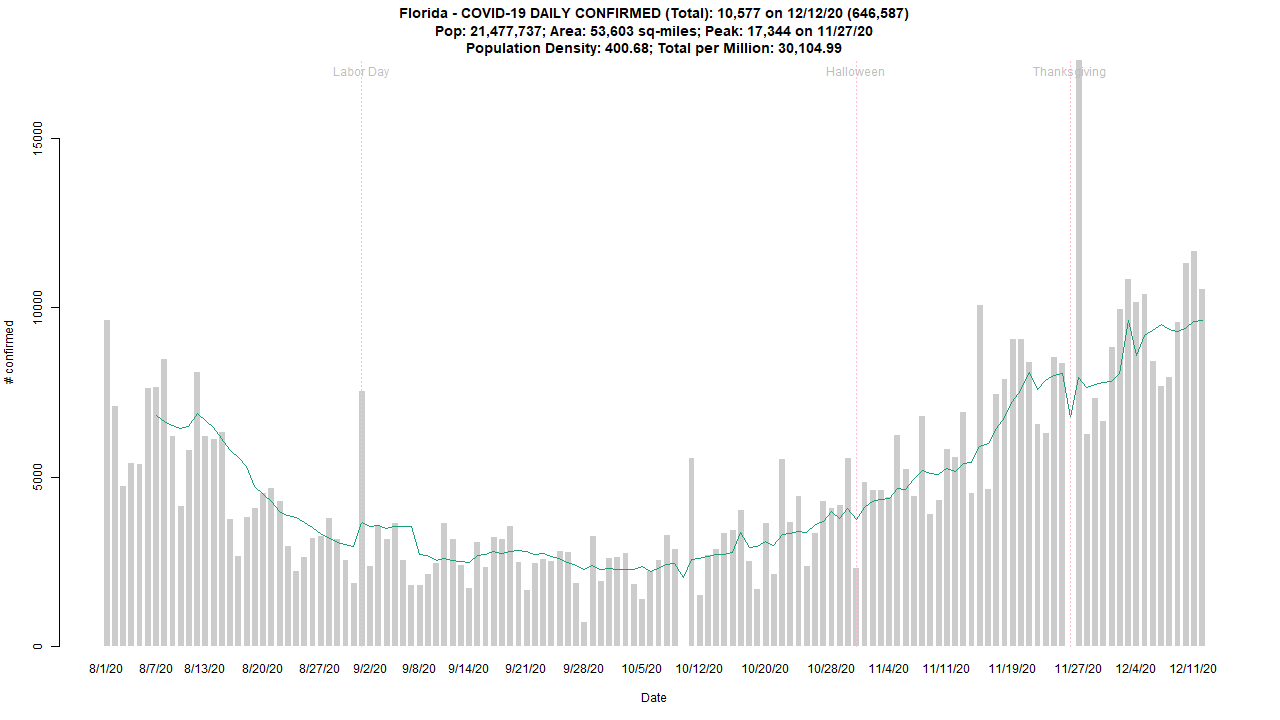 Florida - COVID-19 DAILY CONFIRMED (Total): 10,577 on 12/12/20 (646,587)
Pop: 21,477,737; Area: 53,603 sq-miles; Peak: 17,344 on 11/27/20
Population Density: 400.68; Total per Million: 30,104.99
Labor Day
Halloween
Thanksgiving
15000
10000
5000
0
# confirmed
8/1/20 8/7/20 8/13/20 8/20/20 8/27/20 9/2/20 9/8/20 9/14/20 9/21/20 9/28/20 10/5/20 10/12/20 10/20/20 10/28/20 11/4/20 11/11/20 11/19/20 11/27/20 12/4/20 12/11/20
Date